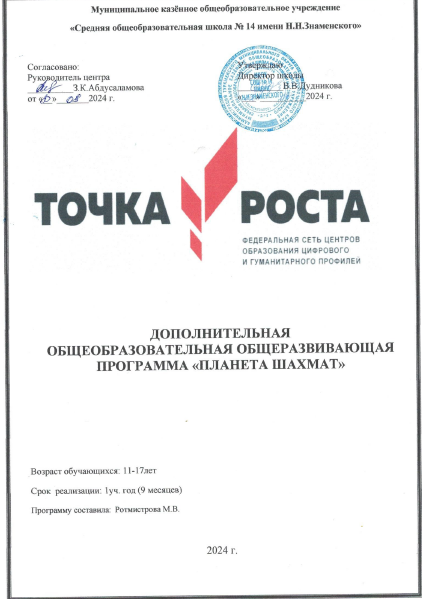 Муниципальное казённое общеобразовательное учреждение
«Средняя общеобразовательная школа № 14 имени Н.Н.Знаменского»
Согласовано:
Руководитель центра
З.К.Абдусаламова
от 08 2024 г.
Утверждаю
Директор школы
В.В.Дудникова
2024 г.
ТОЧКА РОСТА
ФЕДЕРАЛЬНАЯ СЕТЬ ЦЕНТРОВ
ОБРАЗОВАНИЯ ЦИФРОВОГО
И ГУМАНИТАРНОГО ПРОФИЛЕЙ
ДОПОЛНИТЕЛЬНАЯ
ОБЩЕОБРАЗОВАТЕЛЬНАЯ ОБЩЕРАЗВИВАЮЩАЯ
ПРОГРАММА «ПЛАНЕТА ШАХМАТ»
Возраст обучающихся: 11-17лет
Срок реализации: 1уч. год (9 месяцев)
Программу составила: Ротмистрова М.В.
2024 г.